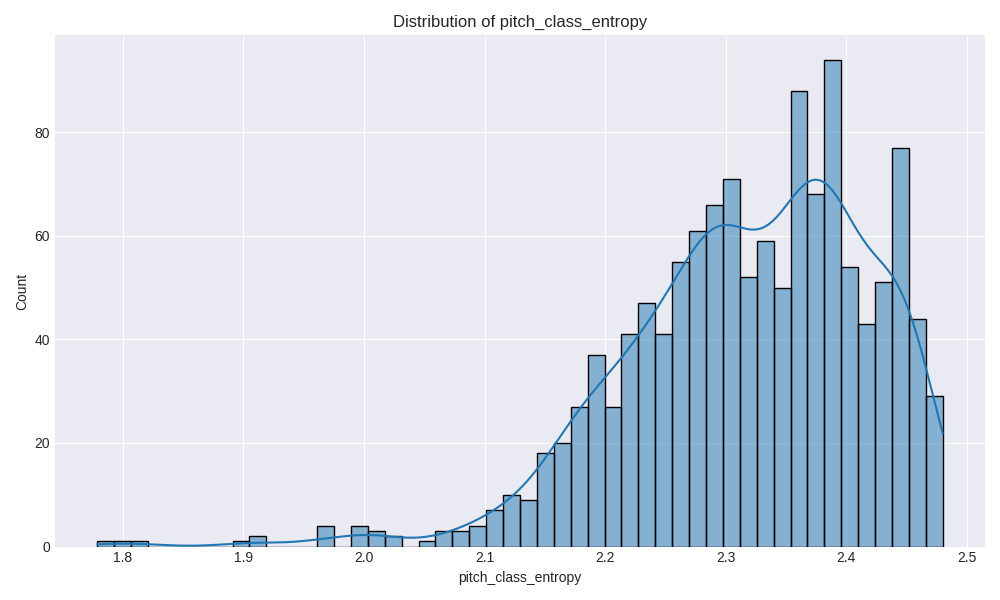 Distribution of pitch_class_entropy
Count
80
60
40
20
0
1.8 1.9 2.0 2.1 2.2 2.3 2.4 2.5
pitch_class_entropy